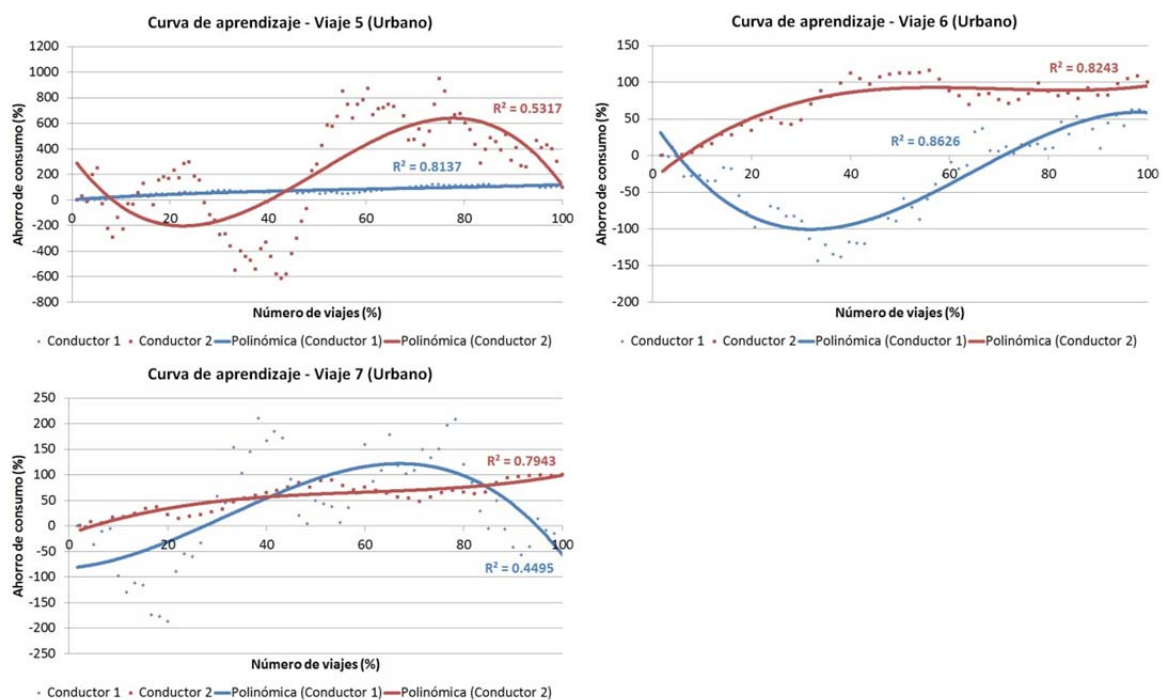 Curva de aprendizaje - Viaje 5 (Urbano)
Ahorro de consumo (%)
1200
1000
800
600
400
200
0
-200
-400
-600
-800
0
20
40
60
80
100
R² = 0.5317
R² = 0.8137
Número de viajes (%)
Conductor 1 Conductor 2 Polinómica (Conductor 1) Polinómica (Conductor 2)
Curva de aprendizaje - Viaje 6 (Urbano)
Ahorro de consumo (%)
150
100
50
0
-50
-100
-150
-200
0
20
40
60
80
100
R² = 0.8243
R² = 0.8626
Número de viajes (%)
Conductor 1 Conductor 2 Polinómica (Conductor 1) Polinómica (Conductor 2)
Curva de aprendizaje - Viaje 7 (Urbano)
Ahorro de consumo (%)
250
200
150
100
50
0
-50
-100
-150
-200
-250
0
20
40
60
80
100
R² = 0.7943
R² = 0.4495
Número de viajes (%)
Conductor 1 Conductor 2 Polinómica (Conductor 1) Polinómica (Conductor 2)